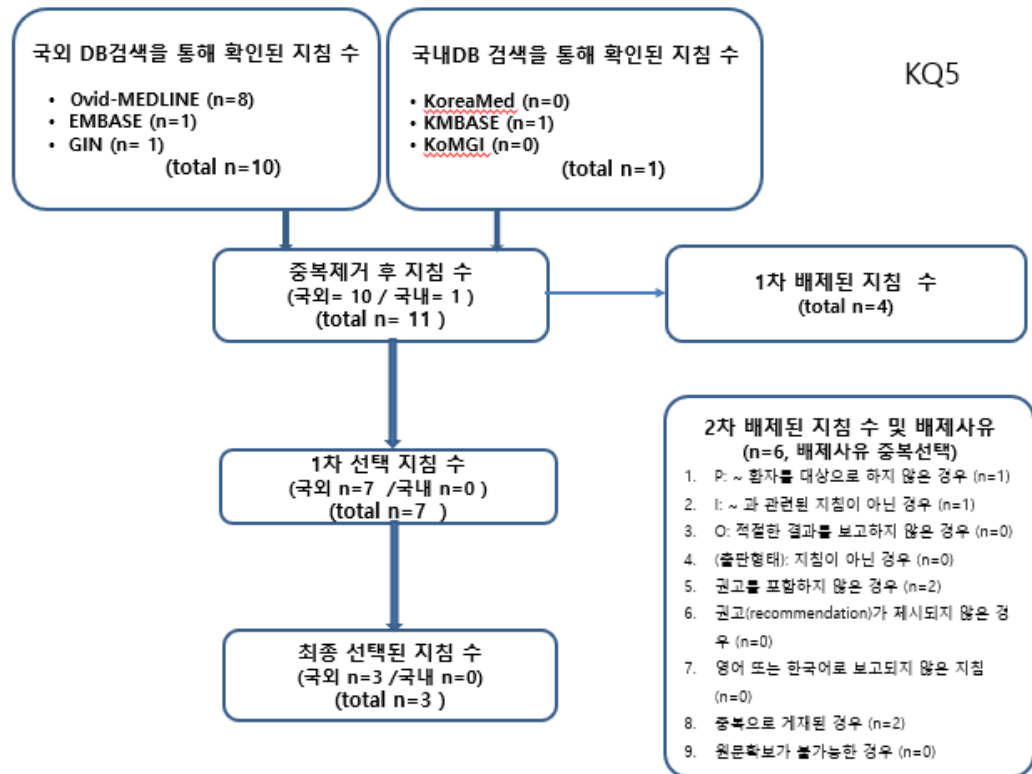 국외 DB검색을 통해 확인된 지침 수
• Ovid-MEDLINE (n=8)
• EMBASE (n=1)
• GIN (n= 1)
(total n=10)
국내DB 검색을 통해 확인된 지침 수
• KoreaMed (n=0)
• KMBASE (n=1)
• KoMGI (n=0)
(total n=1)
KQ5
중복제거 후 지침 수
(국외= 10 / 국내= 1 )
(total n= 11 )
1차 배제된 지침 수
(total n=4)
1차 선택 지침 수
(국외 n=7 /국내 n=0 )
(total n=7 )
2차 배제된 지침 수 및 배제사유
(n=6, 배제사유 중복선택)
1. P: ~ 환자를 대상으로 하지 않은 경우 (n=1)
2. I: ~ 과 관련된 지침이 아닌 경우 (n=1)
3. O: 적절한 결과를 보고하지 않은 경우 (n=0)
4. (출판형태): 지침이 아닌 경우 (n=0)
5. 권고를 포함하지 않은 경우 (n=2)
6. 권고(recommendation)가 제시되지 않은 경
우 (n=0)
7. 영어 또는 한국어로 보고되지 않은 지침
(n=0)
8. 중복으로 게재된 경우 (n=2)
9. 원문확보가 불가능한 경우 (n=0)
최종 선택된 지침 수
(국외 n=3 /국내 n=0)
(total n=3 )